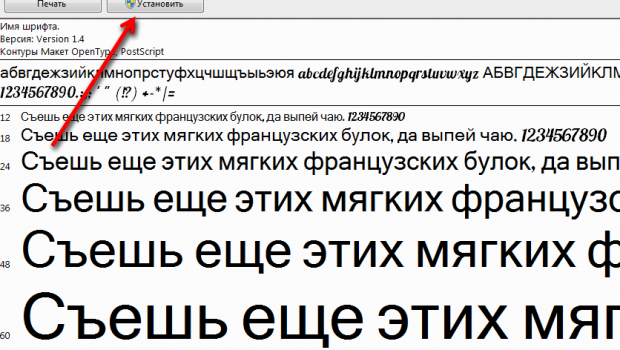 Печать Установить
Имя шрифта.
Версия: Version 1.4
Контуры Макет OpenType, PostScript
абвгдежзийклмнопрстуфхцчшщъыьэюя abcdefghijklmnopqrstuvwxyz АБВГДЕЖЗИЙКЛМ
1234567890.:,; ' " (!?) +-*/=
12 Съешь еще этих мягких французских булок, да выпей чаю. 1234567890
18 Съешь еще этих мягких французских булок, да выпей чаю. 1234567890
24 Съешь еще этих мягких французских булок, да выпе
36 Съешь еще этих мягких французс
48 Съешь еще этих мягких ф
60 Съешь еще этих мяг